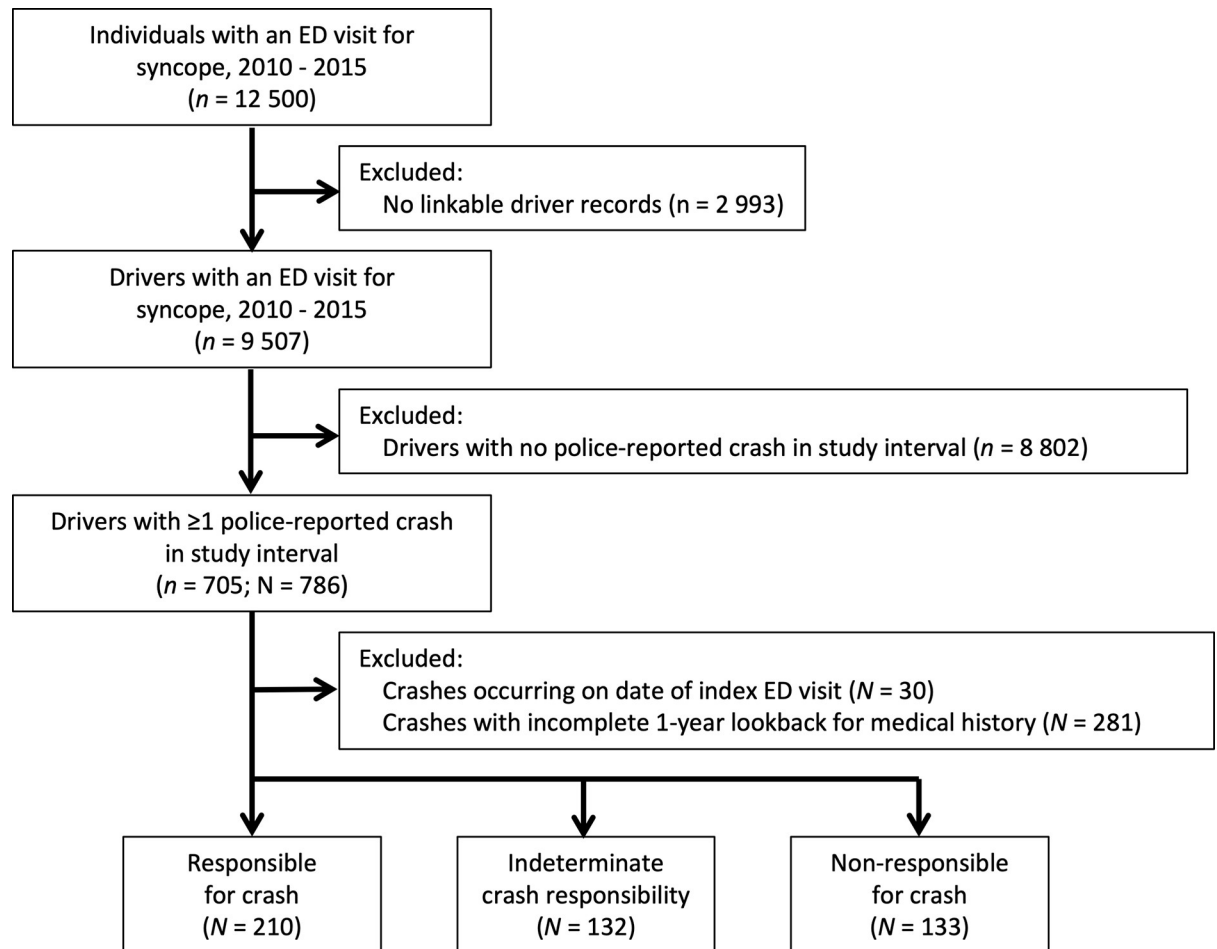 Individuals with an ED visit for
syncope, 2010 - 2015
(n = 12 500)
Excluded:
No linkable driver records (n = 2 993)
Drivers with an ED visit for
syncope, 2010 - 2015
(n = 9 507)
Excluded:
Drivers with no police-reported crash in study interval (n = 8 802)
Drivers with ≥1 police-reported crash
in study interval
(n = 705; N = 786)
Excluded:
Crashes occurring on date of index ED visit (N = 30)
Crashes with incomplete 1-year lookback for medical history (N = 281)
Responsible
for crash
(N = 210)
Indeterminate
crash responsibility
(N = 132)
Non-responsible
for crash
(N = 133)